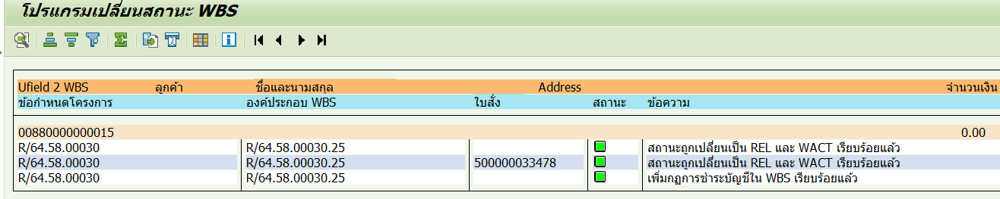 โปรแกรมเปลี่ยนสถานะ WBS
Ufield 2 WBS ลูกค้า ชื่อและนามสกุล Address จำนวนเงิน
ข้อกำหนดโครงการ องค์ประกอบ WBS ใบสั่ง สถานะ ข้อความ
00880000000015 0.00
R/64.58.00030 R/64.58.00030.25 สถานะถูกเปลี่ยนเป็น REL และ WACT เรียบร้อยแล้ว
R/64.58.00030 R/64.58.00030.25 500000033478 สถานะถูกเปลี่ยนเป็น REL และ WACT เรียบร้อยแล้ว
R/64.58.00030 R/64.58.00030.25 เพิ่มกฏการชำระบัญชีใน WBS เรียบร้อยแล้ว